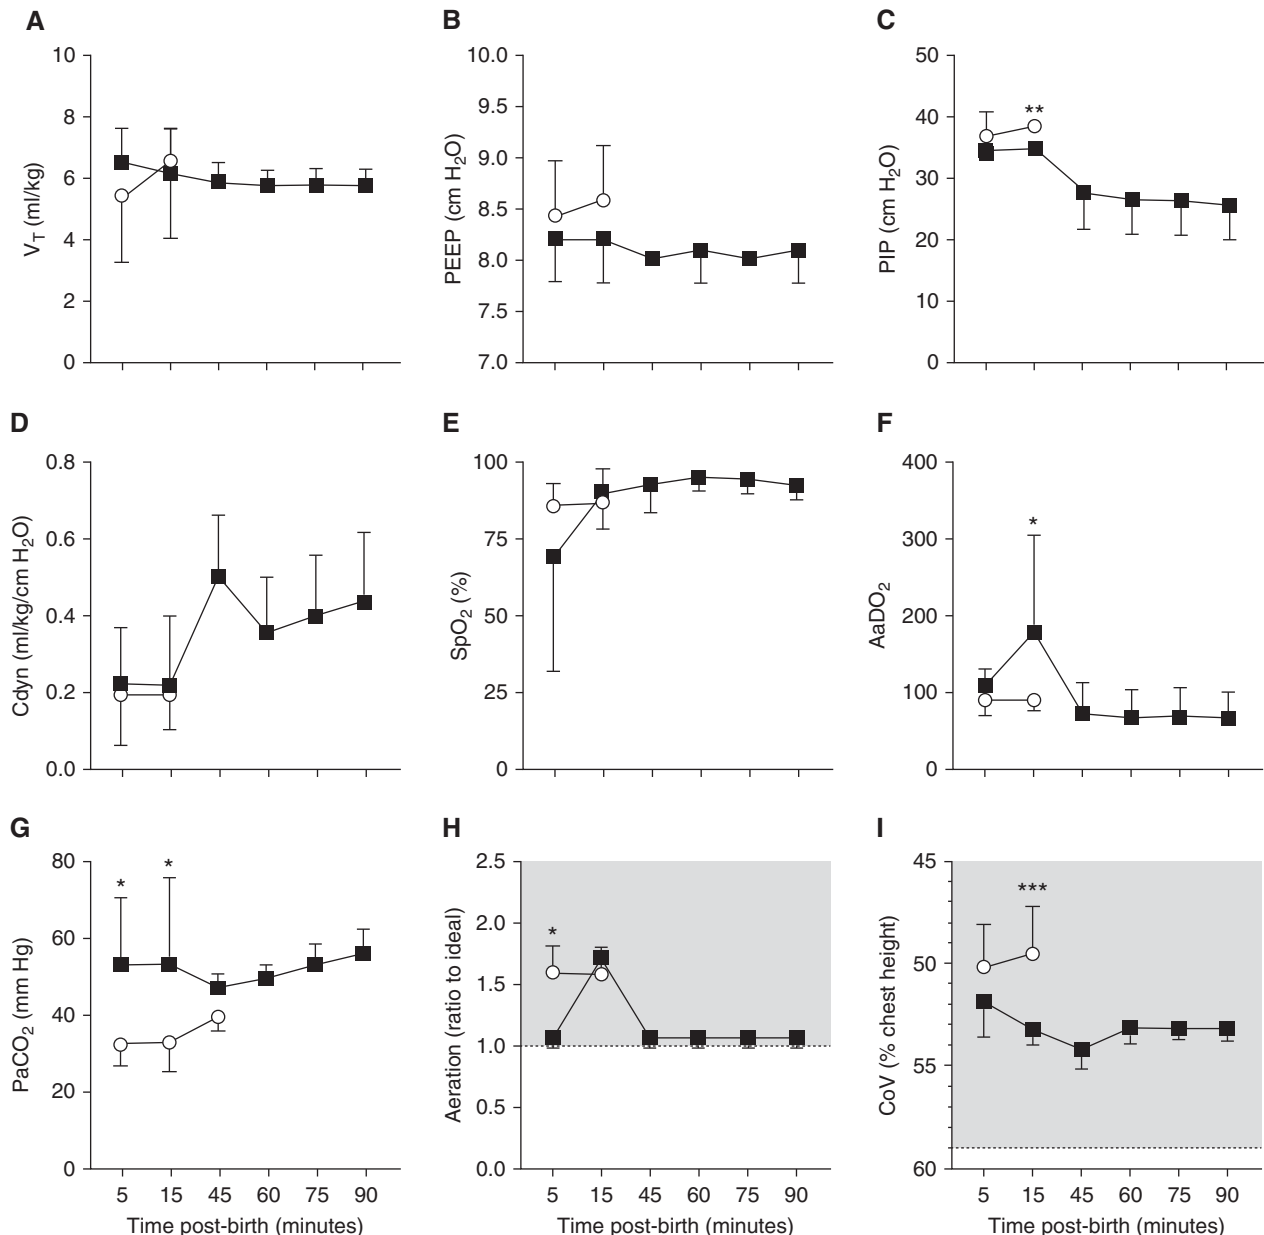 A
B
C
10
8
6
4
2
0
V_T (ml/kg)
10.0
9.5
9.0
8.5
8.0
7.5
7.0
PEEP (cm H₂O)
50
40
30
20
10
0
PIP (cm H₂O)
**
D
E
F
0.8
0.6
0.4
0.2
0.0
Cdyn (ml/kg/cm H₂O)
100
75
50
25
0
SpO₂ (%)
400
300
200
100
0
AaDO₂
*
G
H
I
80
60
40
20
0
PaCO₂ (mm Hg)
*
*
5 15 45 60 75 90
Time post-birth (minutes)
2.5
2.0
1.5
1.0
0.5
0.0
Aeration (ratio to ideal)
*
5 15 45 60 75 90
Time post-birth (minutes)
45
50
55
60
CoV (% chest height)
***
5 15 45 60 75 90
Time post-birth (minutes)